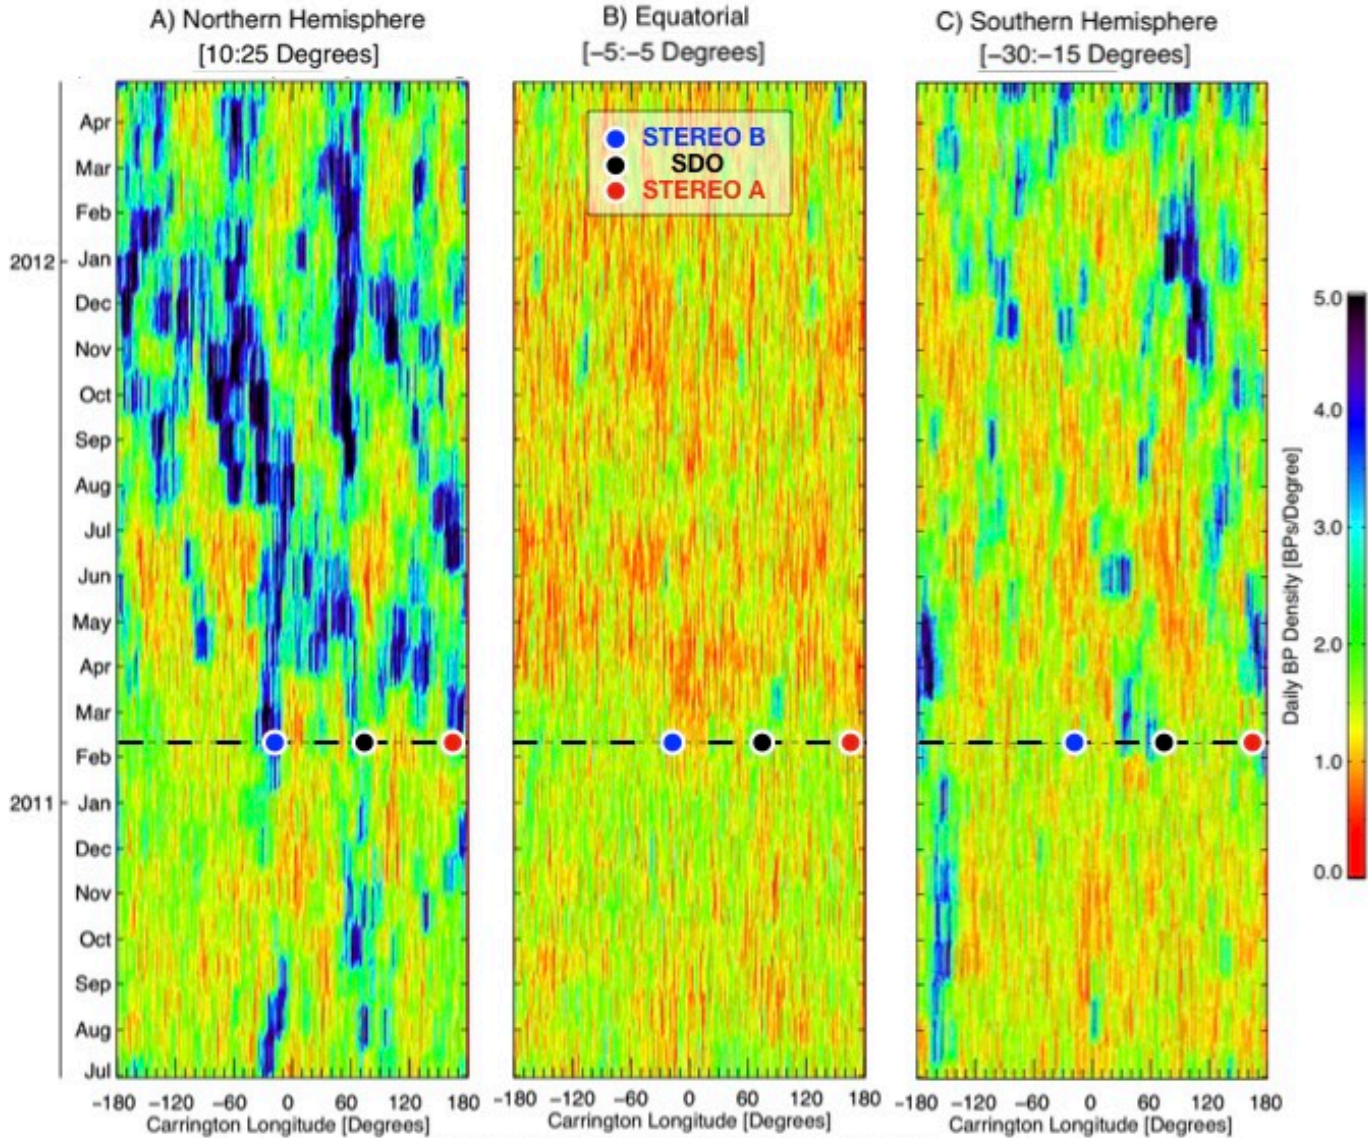 A) Northern Hemisphere
[10:25 Degrees]
B) Equatorial
[−5:−5 Degrees]
C) Southern Hemisphere
[−30:−15 Degrees]
STEREO B
SDO
STEREO A
2012
2011
Apr
Mar
Feb
Jan
Dec
Nov
Oct
Sep
Aug
Jul
Jun
May
Apr
Mar
Feb
Jan
Dec
Nov
Oct
Sep
Aug
Jul
−180 −120 −60 0 60 120 180
Carrington Longitude [Degrees]
−180 −120 −60 0 60 120 180
Carrington Longitude [Degrees]
−180 −120 −60 0 60 120 180
Carrington Longitude [Degrees]
5.0
4.0
3.0
2.0
1.0
0.0
Daily BP Density [BPs/Degree]